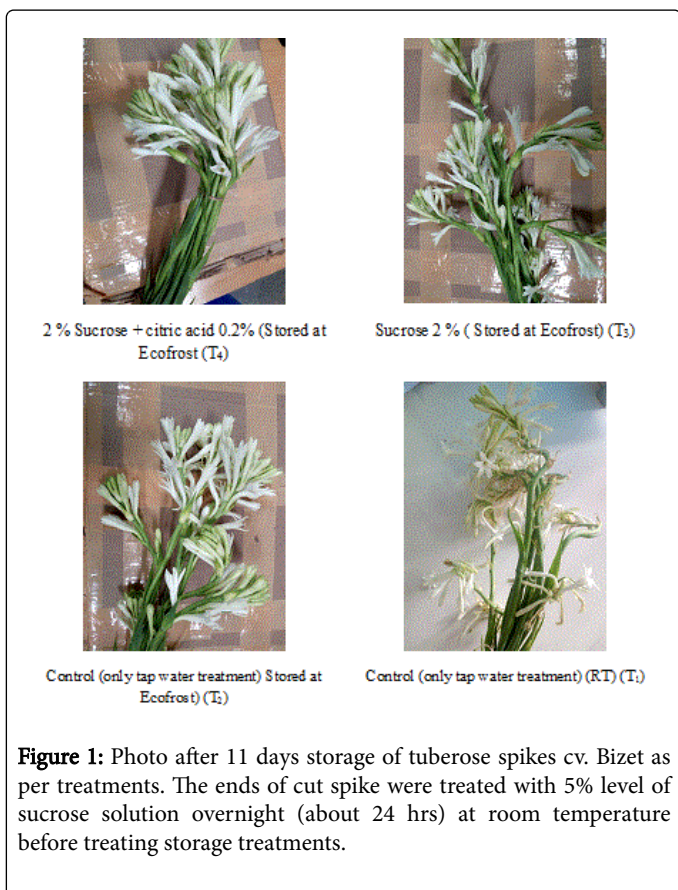 2 % Sucrose + citric acid 0.2% (Stored at
Ecofrost (T4)
Sucrose 2 % ( Stored at Ecofrost) (T3)
Control (only tap water treatment) Stored at
Ecofrost) (T2)
Control (only tap water treatment) (RT) (T1)
Figure 1: Photo after 11 days storage of tuberose spikes cv. Bizet as
per treatments. The ends of cut spike were treated with 5% level of
sucrose solution overnight (about 24 hrs) at room temperature
before treating storage treatments.